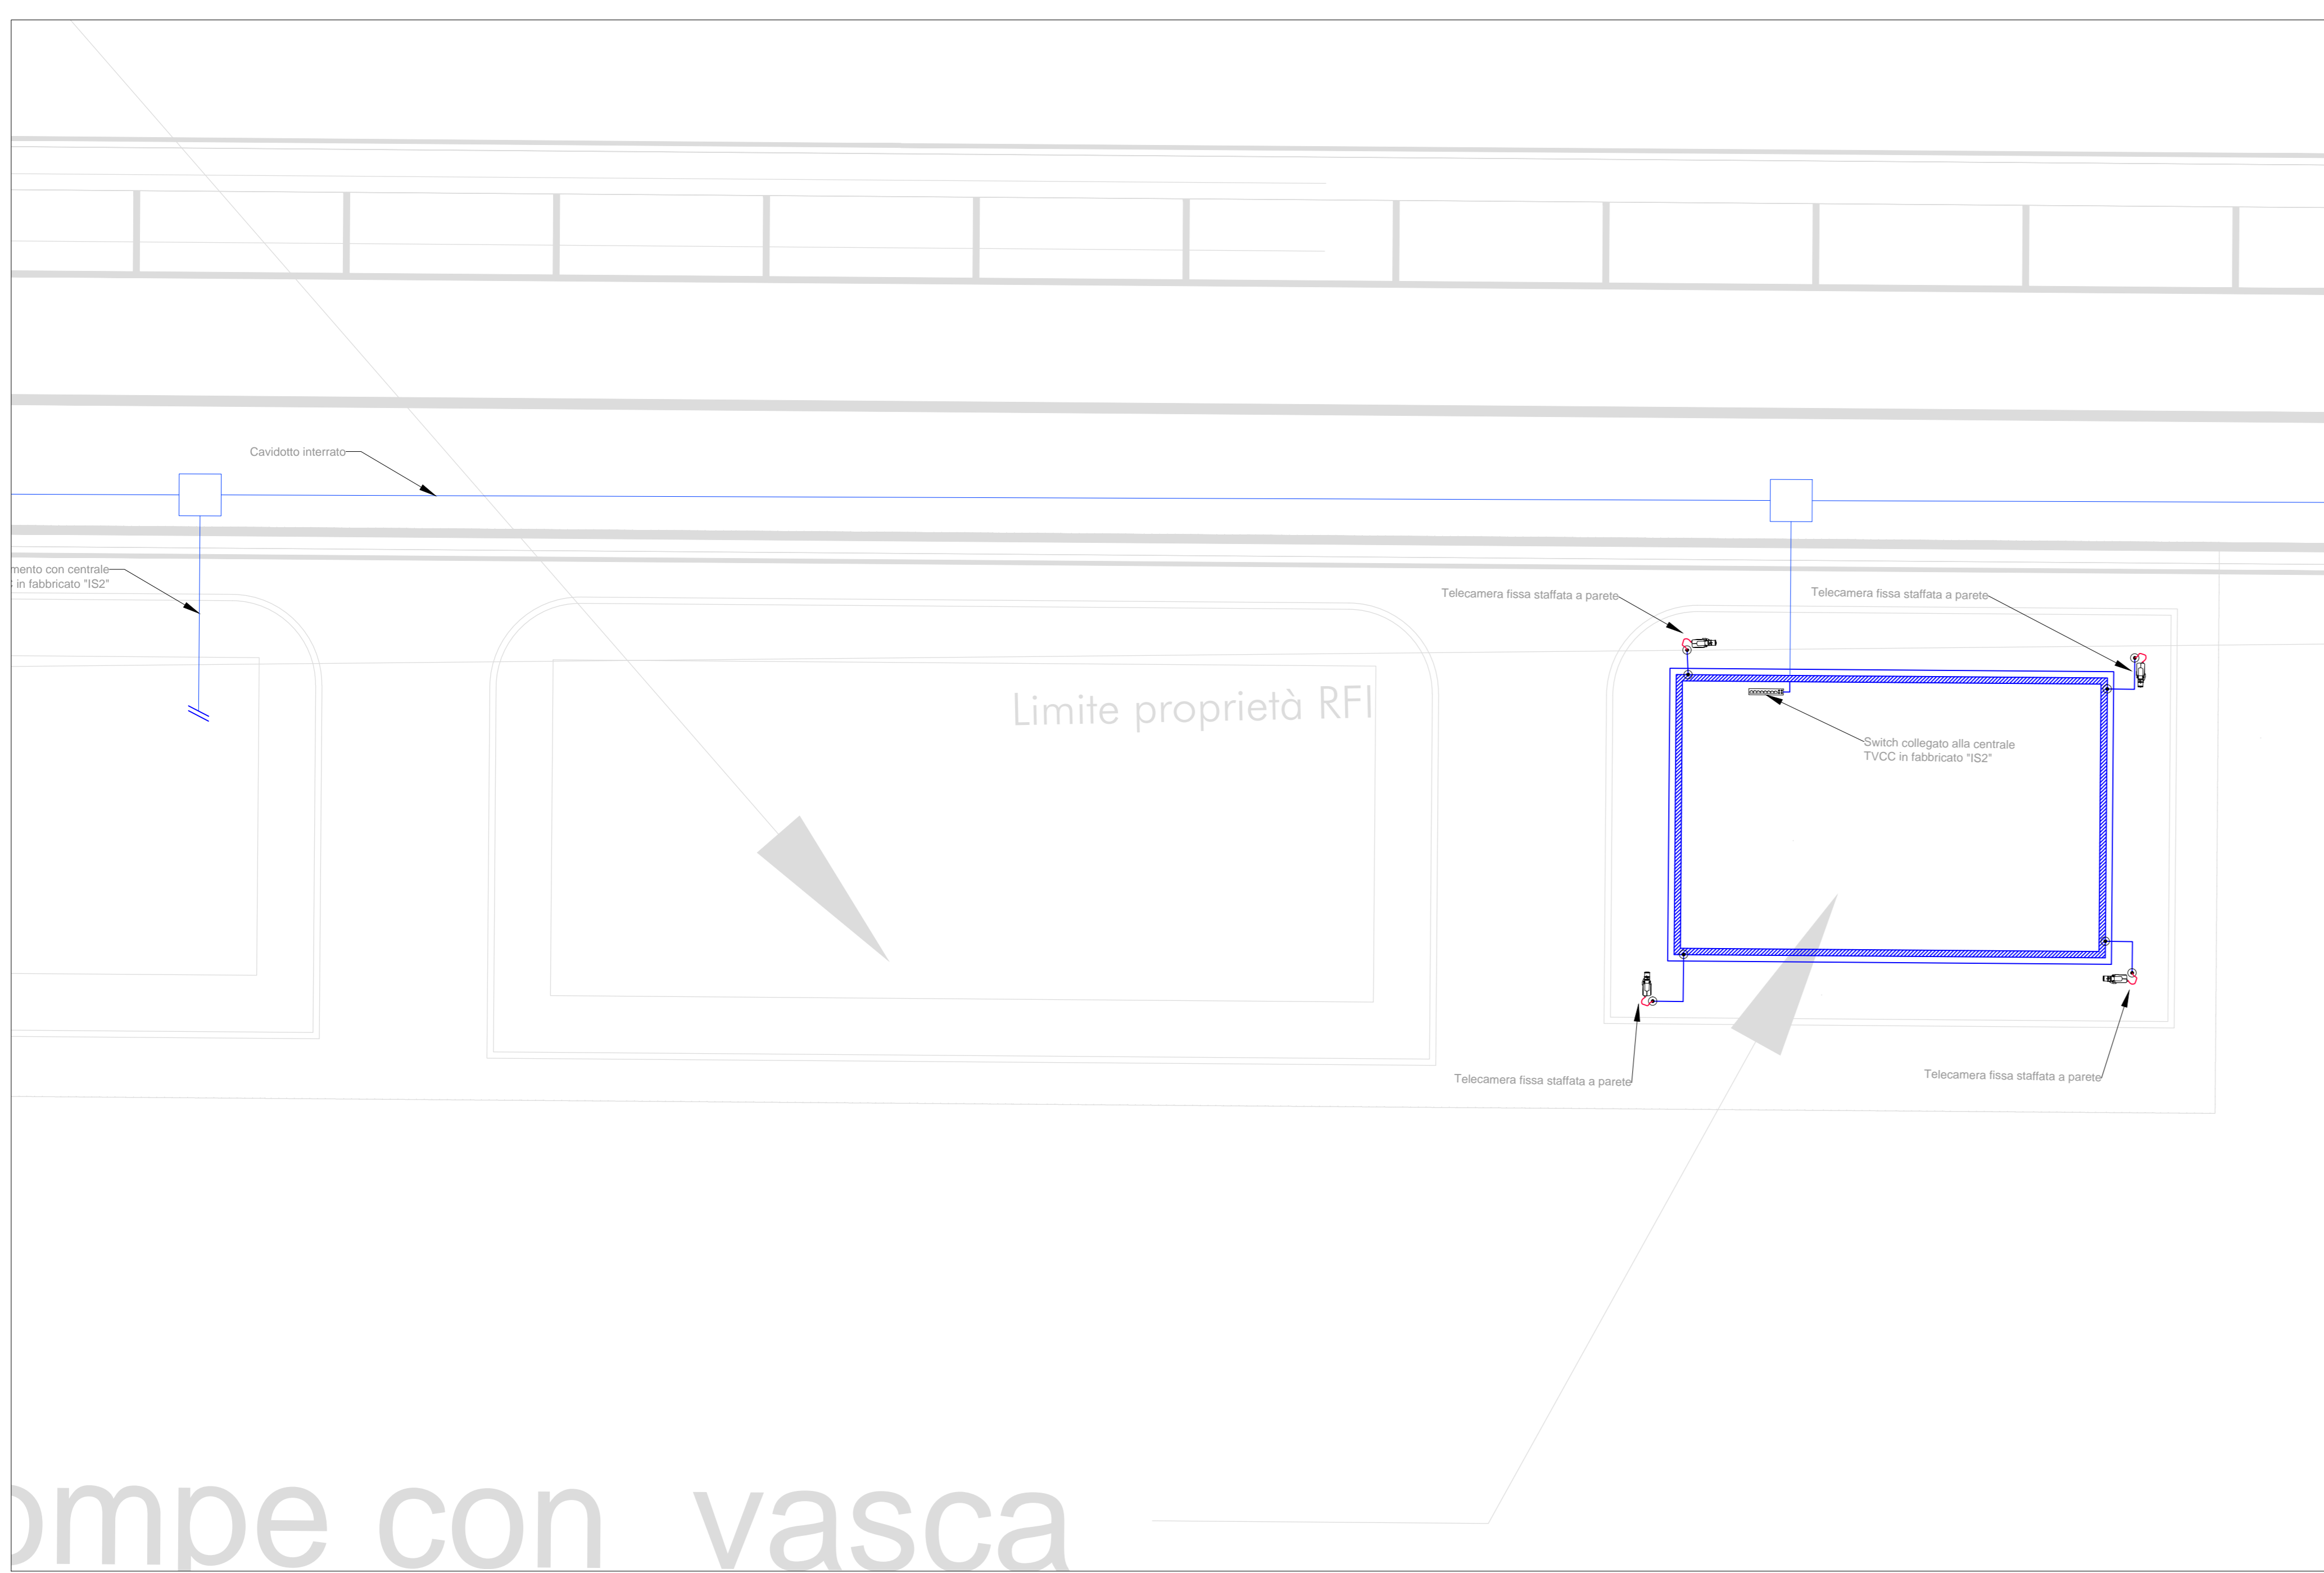 Cavidotto interrato
mento con centrale
in fabbricato "IS2"
Telecamera fissa staffata a parete
Telecamera fissa staffata a parete
Limite proprietà RFI
Switch collegato alla centrale
TVCC in fabbricato "IS2"
Telecamera fissa staffata a parete
Telecamera fissa staffata a parete
ompe con vasca